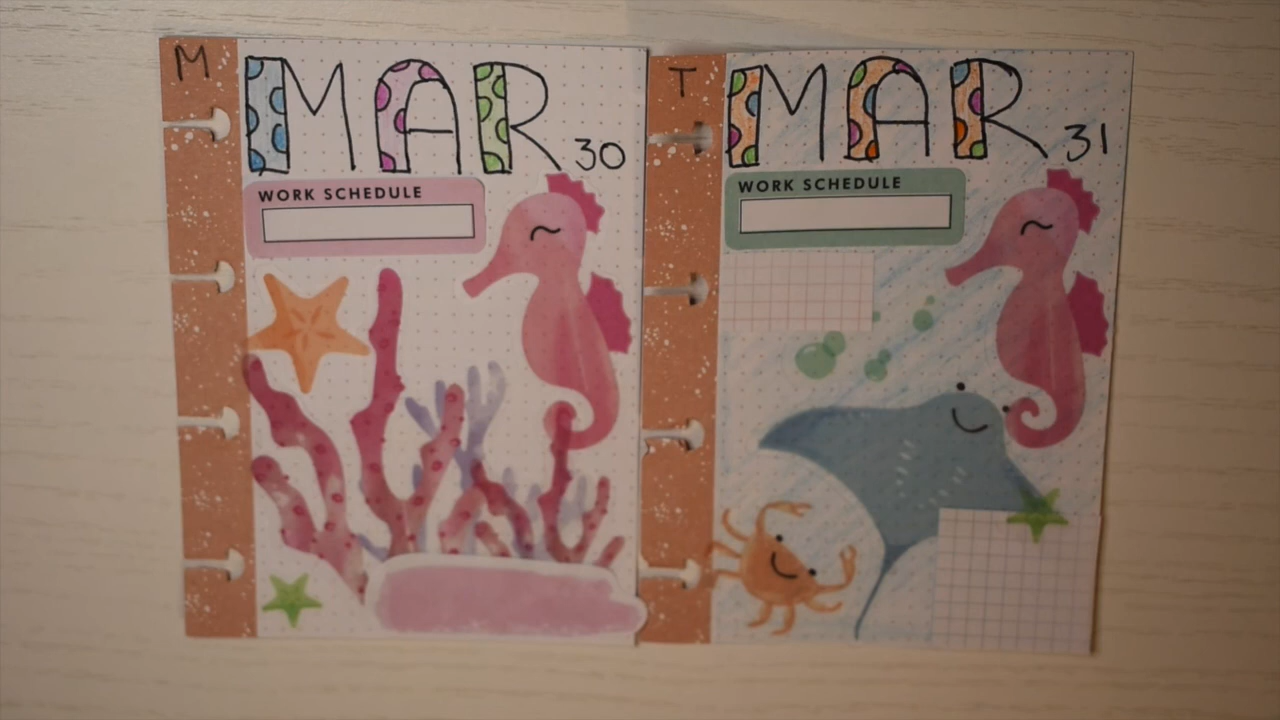 M
MAR 30
WORK SCHEDULE
T
MAR 31
WORK SCHEDULE